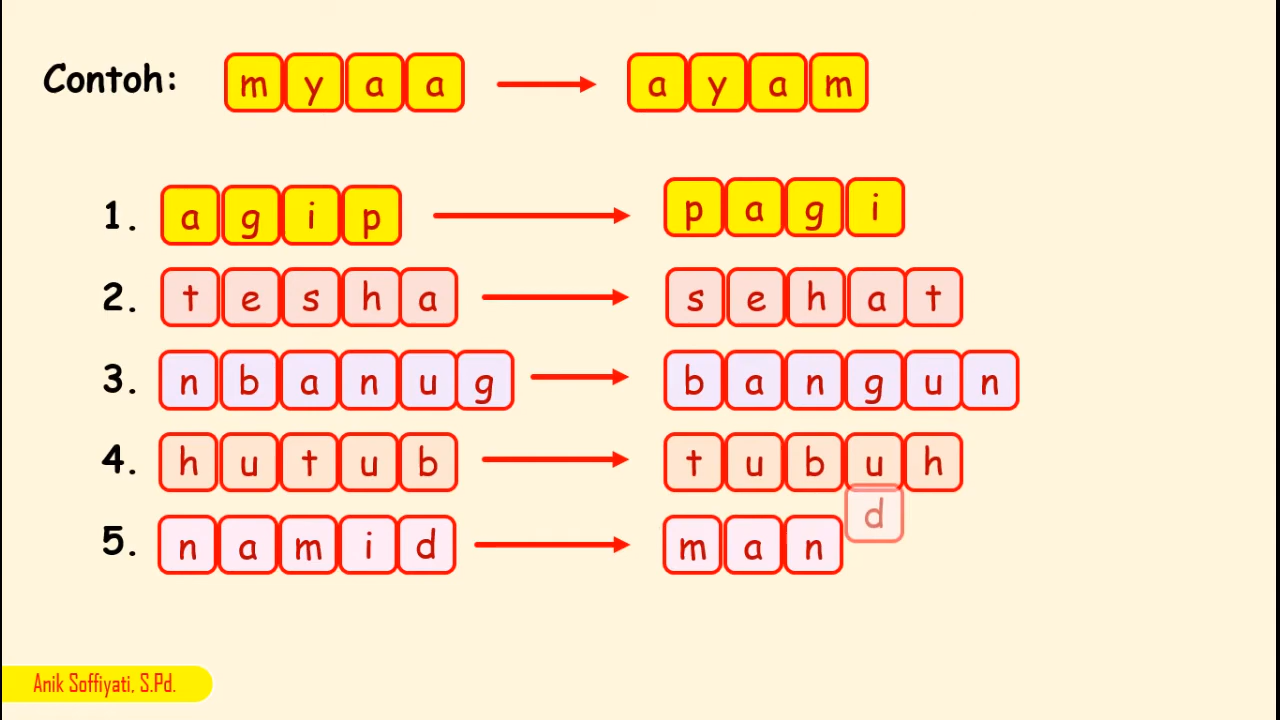 Contoh: m y a a → a y a m
1. a g i p → p a g i
2. t e s h a → s e h a t
3. n b a n u g → b a n g u n
4. h u t u b → t u b u h
5. n a m i d → m a n d
Anik Soffiyati, S.Pd.